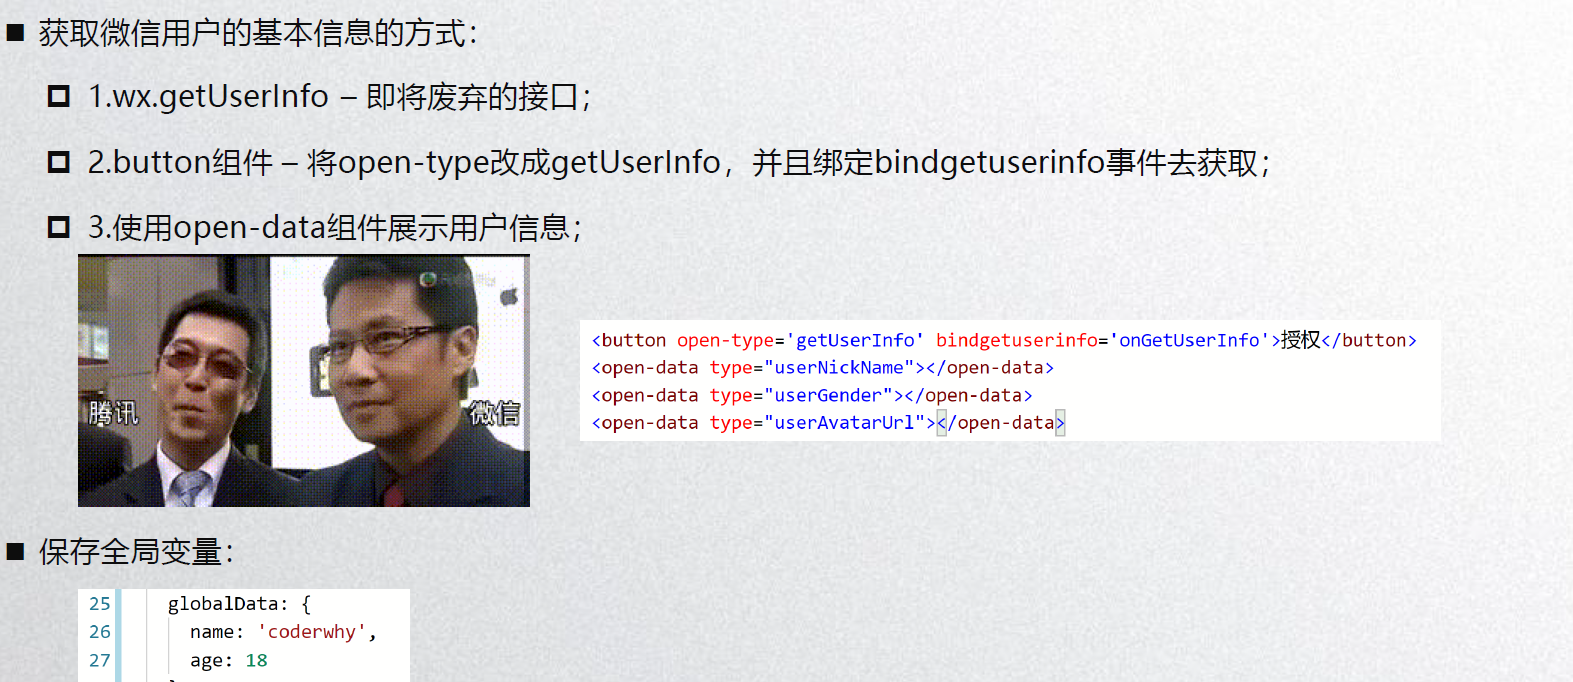 获取微信用户的基本信息的方式：
1.wx.getUserInfo – 即将废弃的接口；
2.button组件 – 将open-type改成getUserInfo，并且绑定bindgetuserinfo事件去获取；
3.使用open-data组件展示用户信息；
腾讯
微信
<button open-type='getUserInfo' bindgetuserinfo='onGetUserInfo'>授权</button>
<open-data type="userNickName"></open-data>
<open-data type="userGender"></open-data>
<open-data type="userAvatarUrl"></open-data>
保存全局变量：
25 globalData: {
26 name: 'coderwhy',
27 age: 18